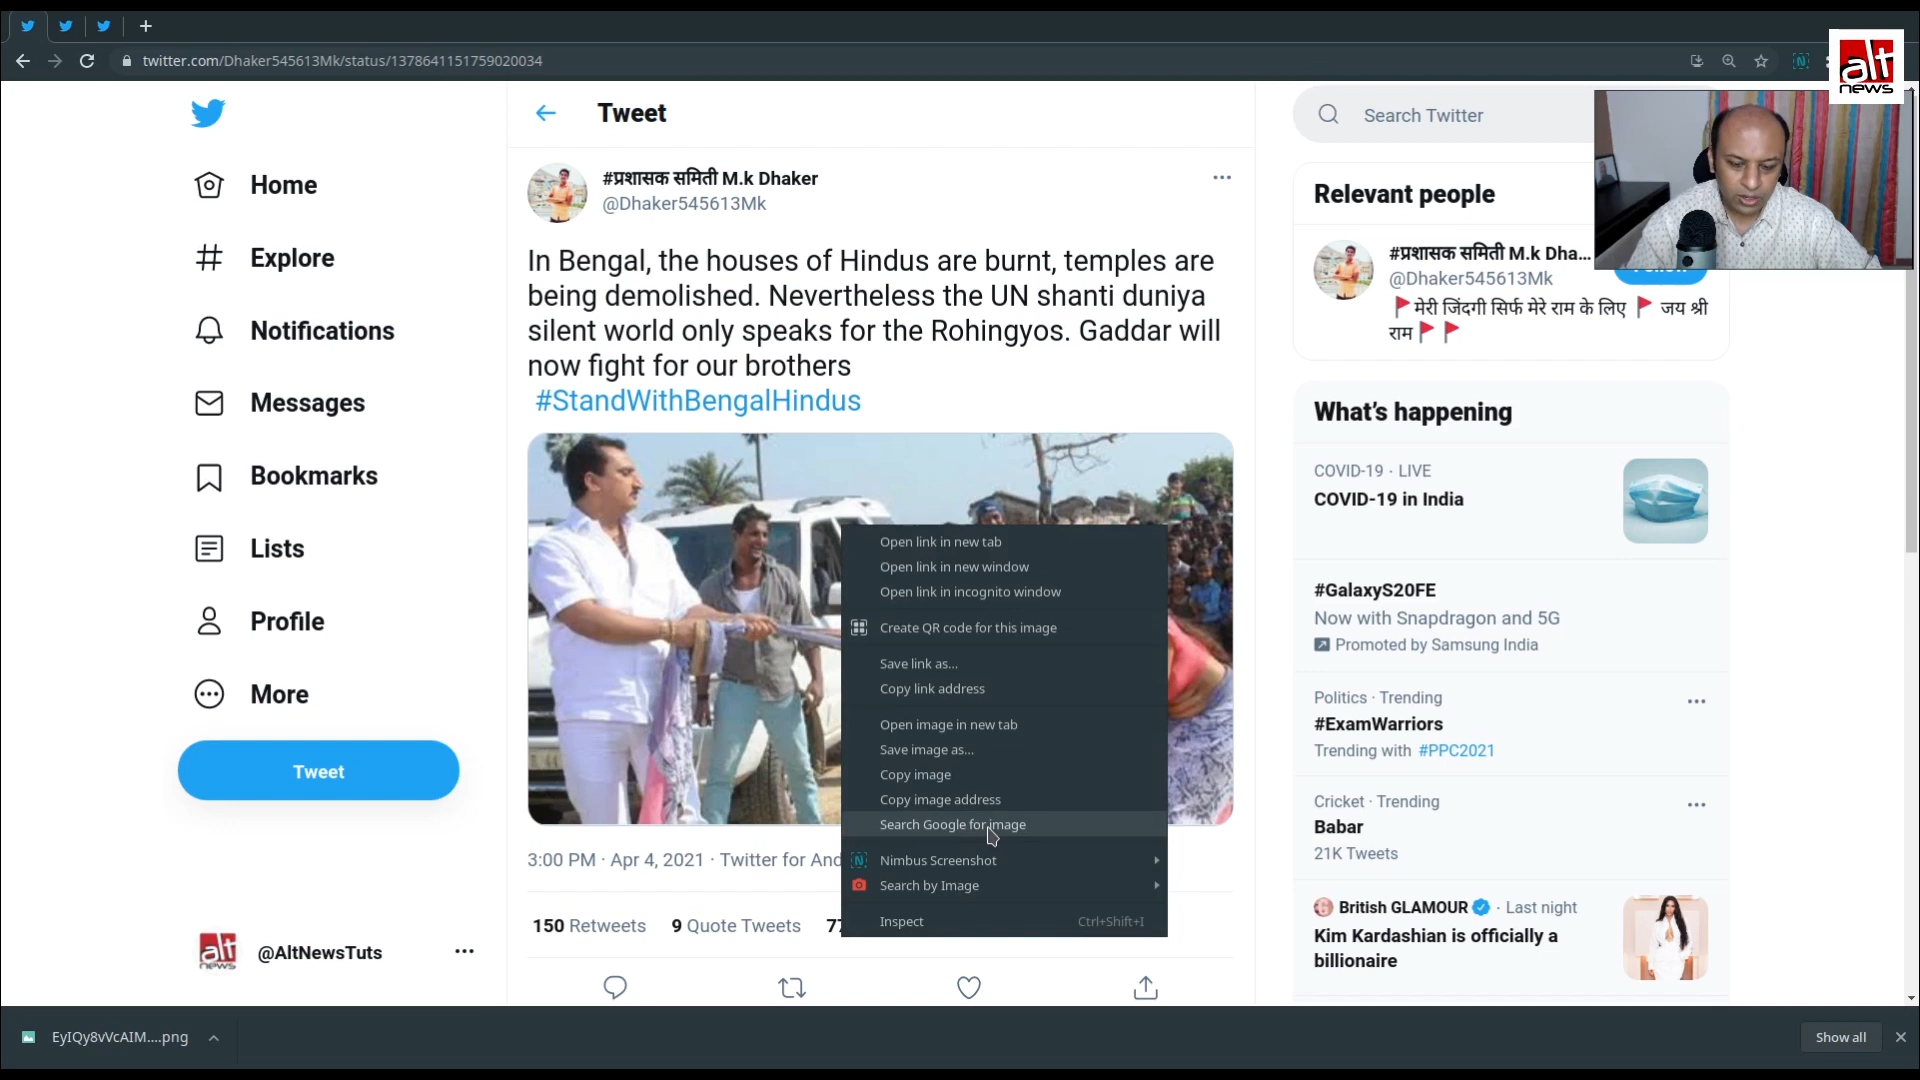 twitter.com/Dhaker545613Mk/status/1378641151759020034
alt
news
Tweet
Search Twitter
Home
Explore
Notifications
Messages
Bookmarks
Lists
Profile
More
Tweet
@AltNewsTuts
#प्रशासक समिती M.k Dhaker
@Dhaker545613Mk
In Bengal, the houses of Hindus are burnt, temples are
being demolished. Nevertheless the UN shanti duniya
silent world only speaks for the Rohingyos. Gaddar will
now fight for our brothers
#StandWithBengalHindus
Open link in new tab
Open link in new window
Open link in incognito window
Create QR code for this image
Save link as...
Copy link address
Open image in new tab
Save image as...
Copy image
Copy image address
Search Google for image
Nimbus Screenshot
Search by Image
Inspect Ctrl+Shift+I
3:00 PM · Apr 4, 2021 · Twitter for And
150 Retweets 9 Quote Tweets 77
Relevant people
#प्रशासक समिती M.k Dha...
@Dhaker545613Mk
🚩मेरी जिंदगी सिर्फ मेरे राम के लिए 🚩 जय श्री
राम🚩🚩
What's happening
COVID-19 · LIVE
COVID-19 in India
#GalaxyS20FE
Now with Snapdragon and 5G
Promoted by Samsung India
Politics · Trending
#ExamWarriors
Trending with #PPC2021
Cricket · Trending
Babar
21K Tweets
British GLAMOUR · Last night
Kim Kardashian is officially a
billionaire
alt
news
EyIQy8vVcAIM....png
Show all